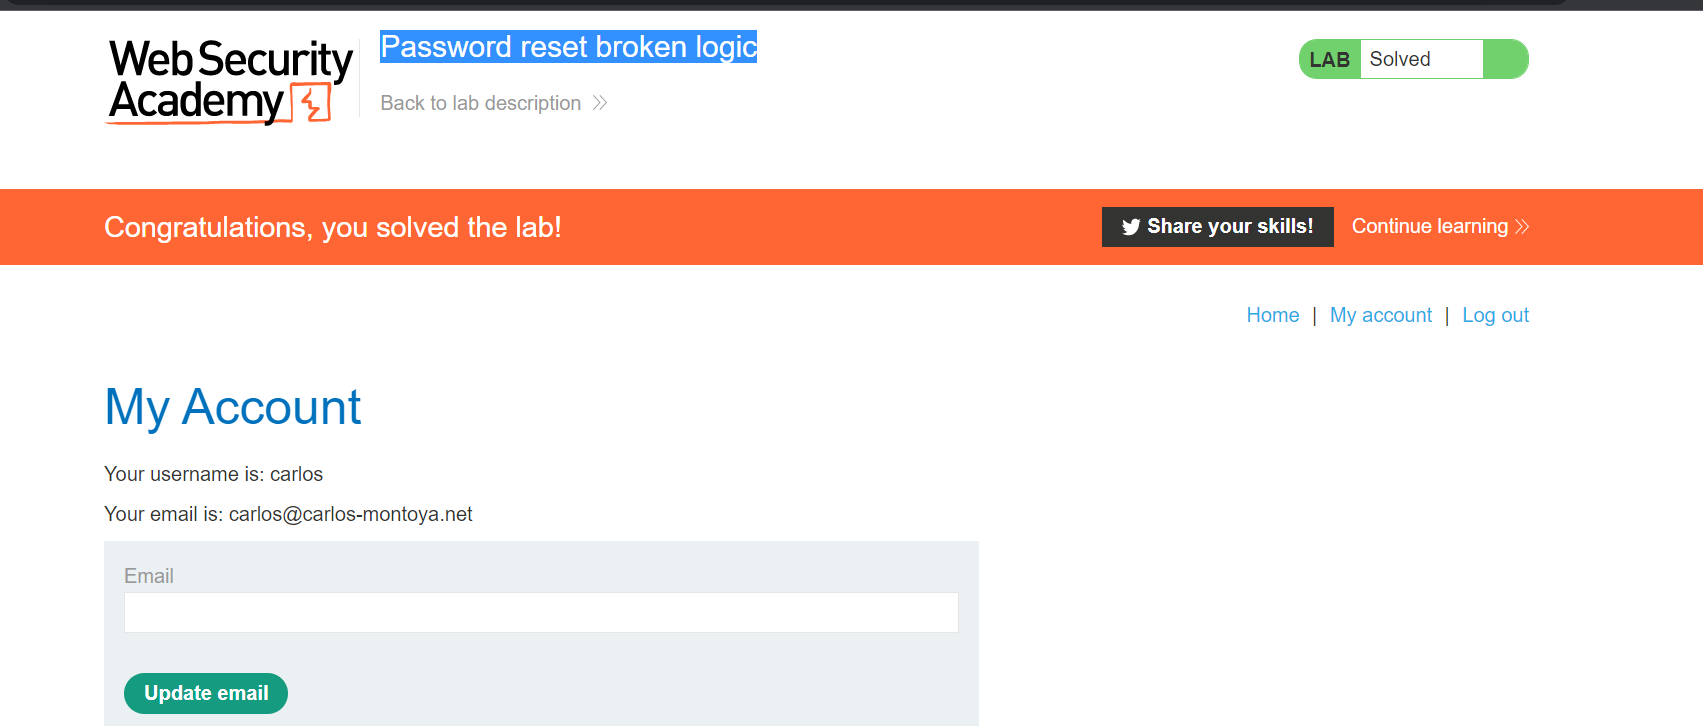 Web Security
Academy
Password reset broken logic
Back to lab description
LAB Solved
Congratulations, you solved the lab!
Share your skills!
Continue learning
Home | My account | Log out
My Account
Your username is: carlos
Your email is: carlos@carlos-montoya.net
Email
Update email